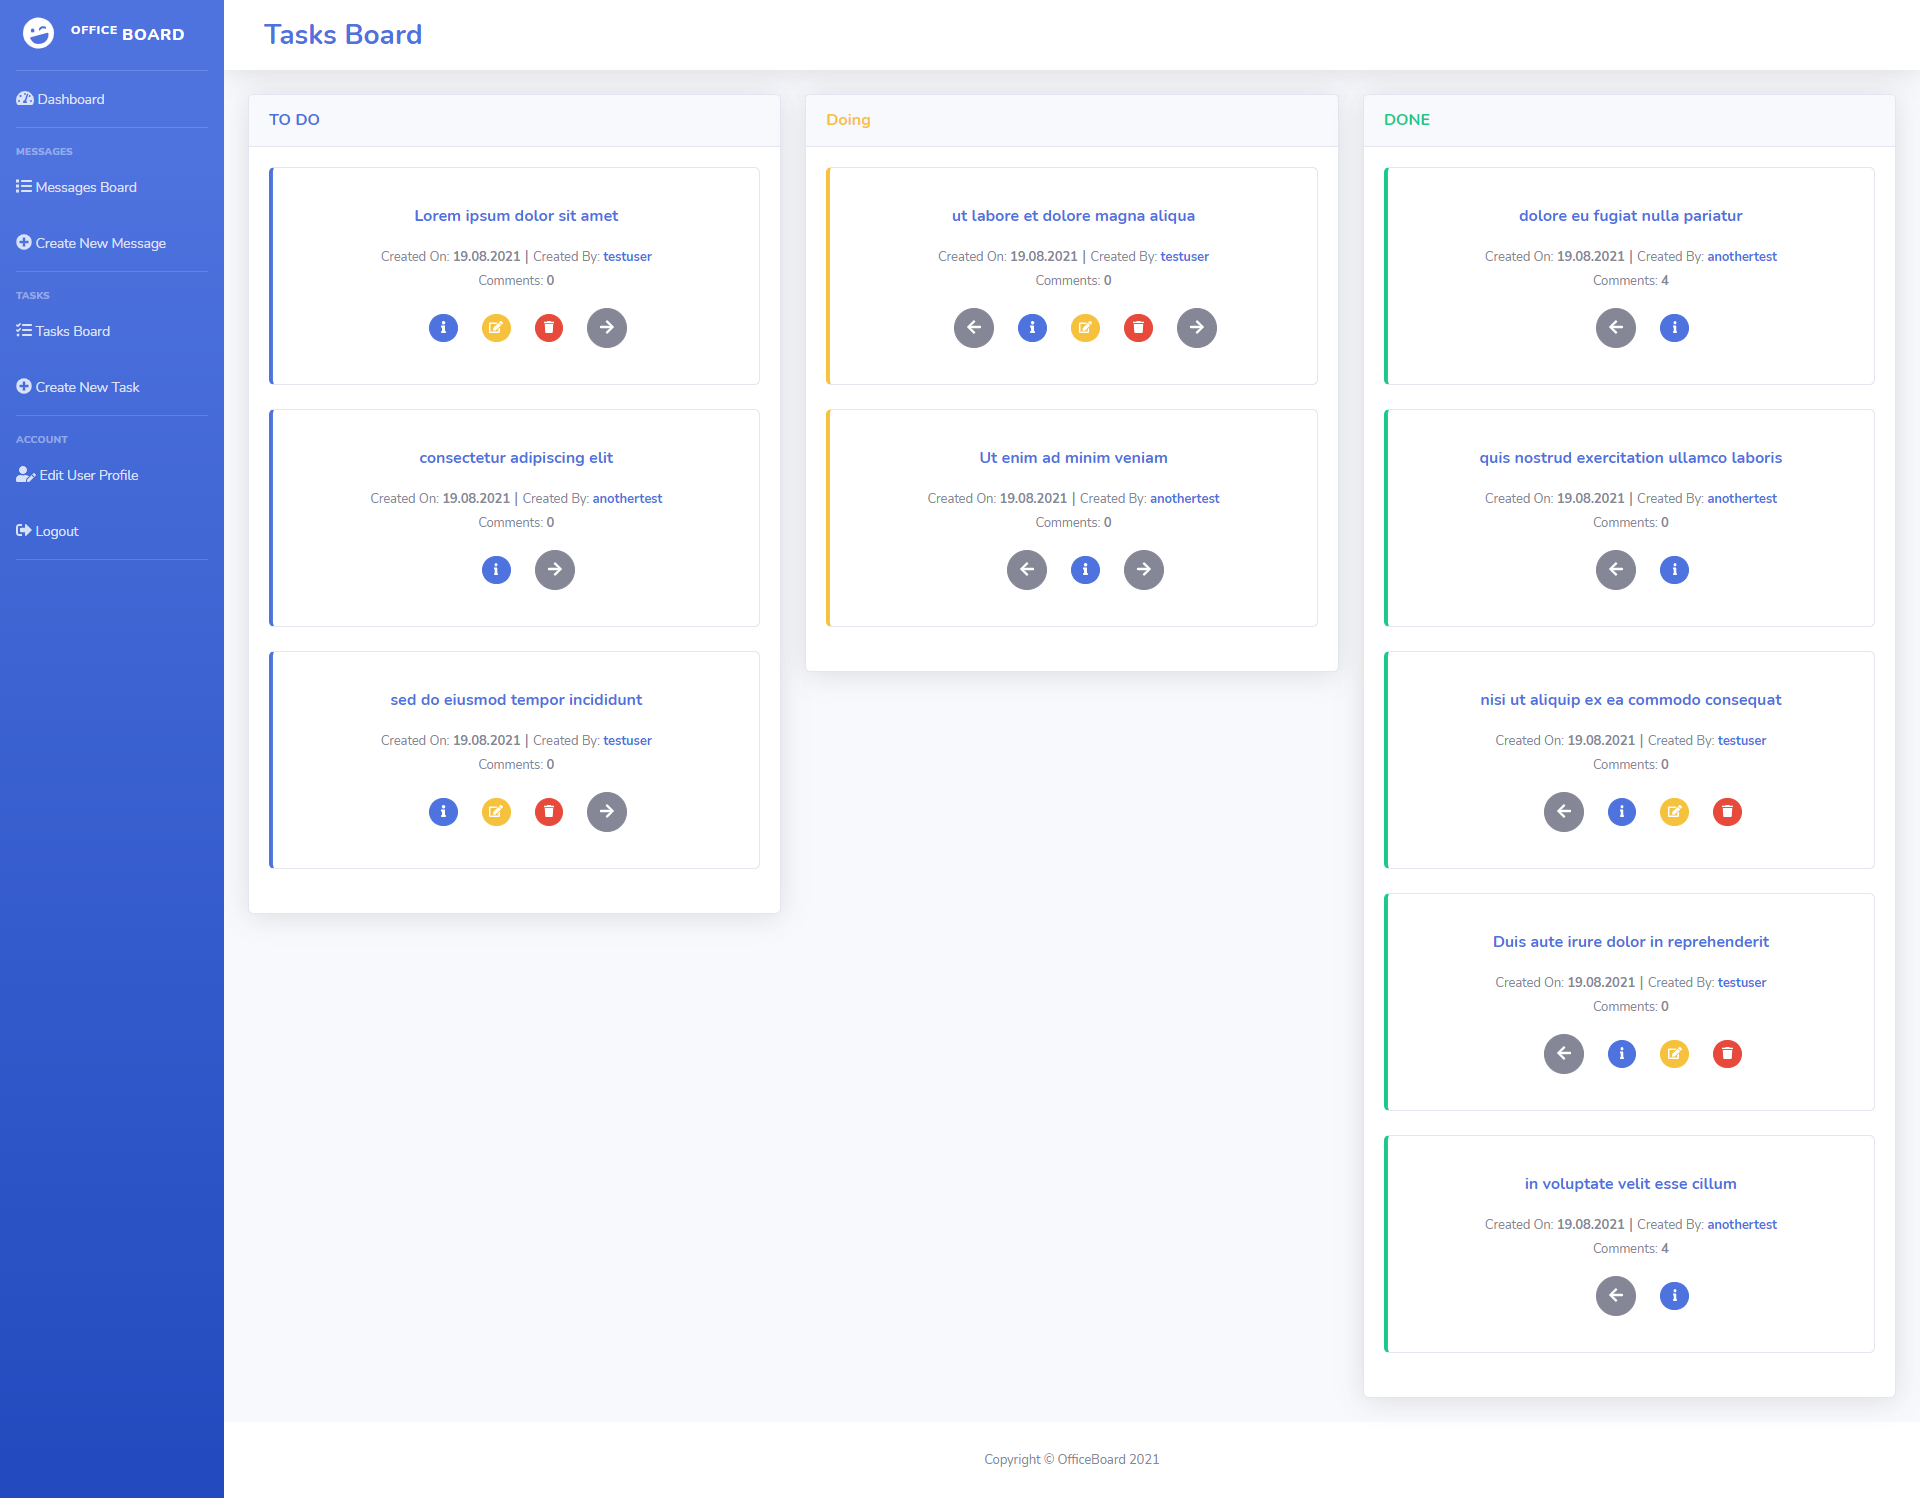 OFFICE BOARD
Dashboard
MESSAGES
Messages Board
Create New Message
TASKS
Tasks Board
Create New Task
ACCOUNT
Edit User Profile
Logout
Tasks Board
TO DO
Lorem ipsum dolor sit amet
Created On: 19.08.2021 | Created By: testuser
Comments: 0
consectetur adipiscing elit
Created On: 19.08.2021 | Created By: anothertest
Comments: 0
sed do eiusmod tempor incididunt
Created On: 19.08.2021 | Created By: testuser
Comments: 0
Doing
ut labore et dolore magna aliqua
Created On: 19.08.2021 | Created By: testuser
Comments: 0
Ut enim ad minim veniam
Created On: 19.08.2021 | Created By: anothertest
Comments: 0
DONE
dolore eu fugiat nulla pariatur
Created On: 19.08.2021 | Created By: anothertest
Comments: 4
quis nostrud exercitation ullamco laboris
Created On: 19.08.2021 | Created By: anothertest
Comments: 0
nisi ut aliquip ex ea commodo consequat
Created On: 19.08.2021 | Created By: testuser
Comments: 0
Duis aute irure dolor in reprehenderit
Created On: 19.08.2021 | Created By: testuser
Comments: 0
in voluptate velit esse cillum
Created On: 19.08.2021 | Created By: anothertest
Comments: 4
Copyright © OfficeBoard 2021